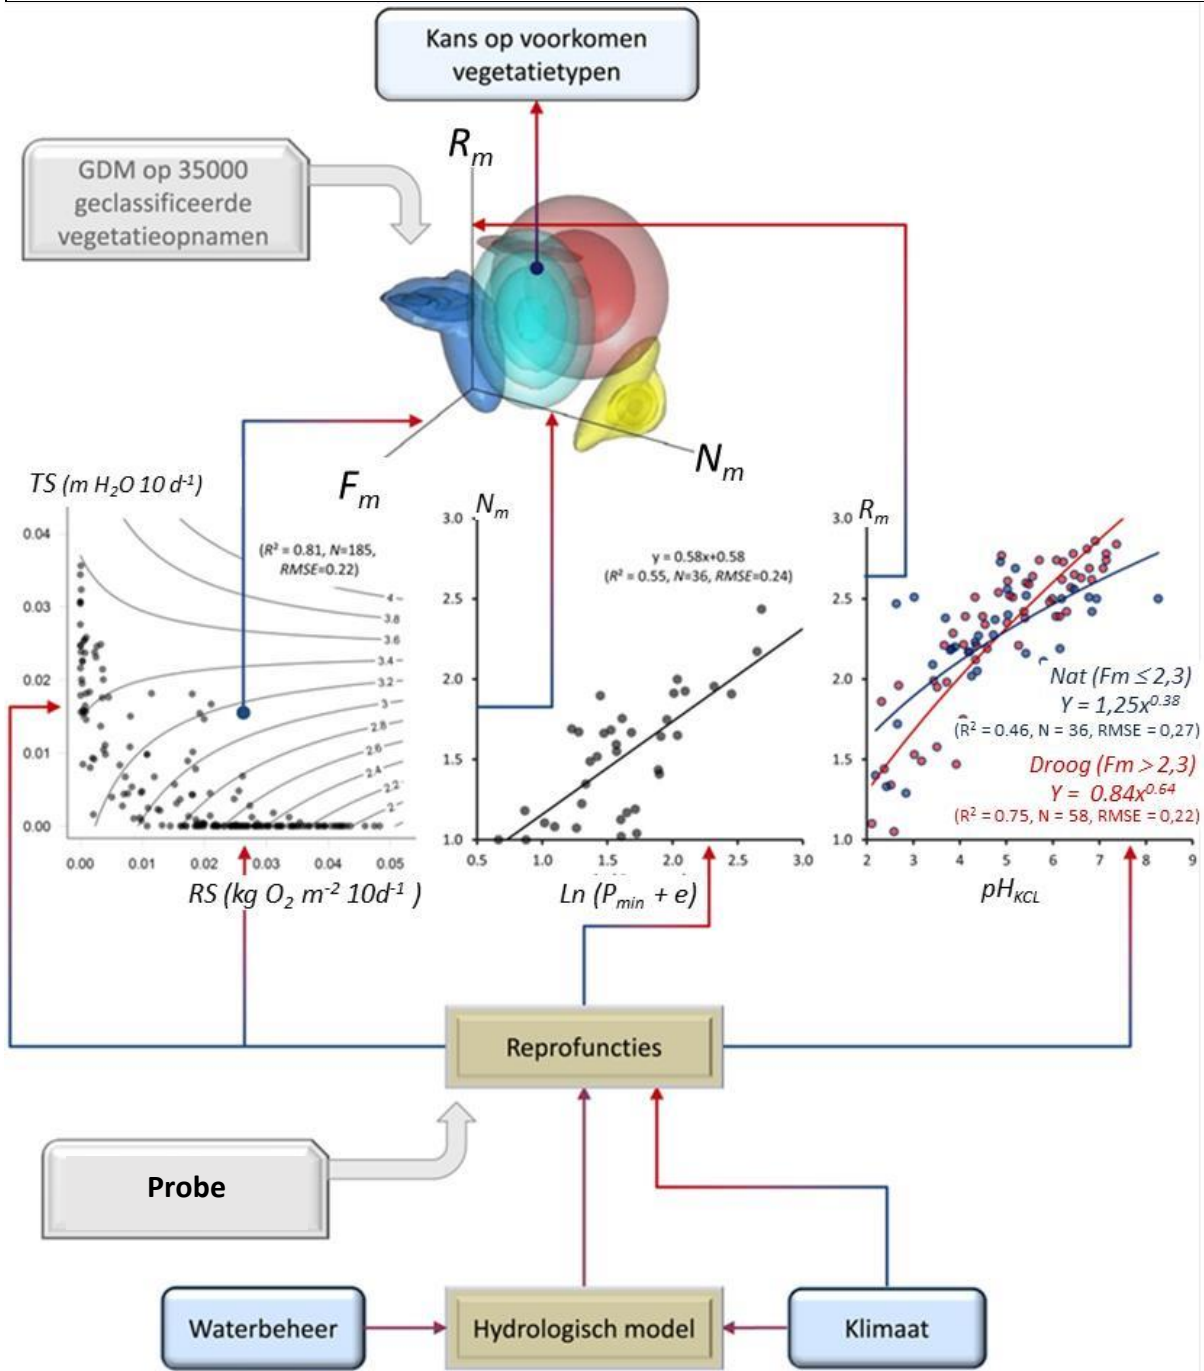 Kans op voorkomen
vegetatietypen
GDM op 35000
geclassificeerde
vegetatieopnamen
Rm
Fm
Nm
TS (m H2O 10 d-1)
0.04
0.03
0.02
0.01
0.00
0.00 0.01 0.02 0.03 0.04 0.05
(R² = 0.81, N=185,
RMSE=0.22)
4
3.8
3.6
3.4
3.2
3
2.8
2.6
2.4
2.2
2
RS (kg O2 m-2 10d-1 )
Nm
3.0
2.5
2.0
1.5
1.0
0.5 1.0 1.5 2.0 2.5 3.0
y = 0.58x+0.58
(R² = 0.55, N=36, RMSE=0.24)
Ln (Pmin + e)
Rm
3.0
2.5
2.0
1.5
1.0
2 3 4 5 6 7 8 9
Nat (Fm ≤ 2,3)
Y = 1,25x0.38
(R² = 0.46, N = 36, RMSE = 0,27)
Droog (Fm > 2,3)
Y = 0.84x0.64
(R² = 0.75, N = 58, RMSE = 0,22)
pHKCL
Reprofuncties
Probe
Waterbeheer
Hydrologisch model
Klimaat